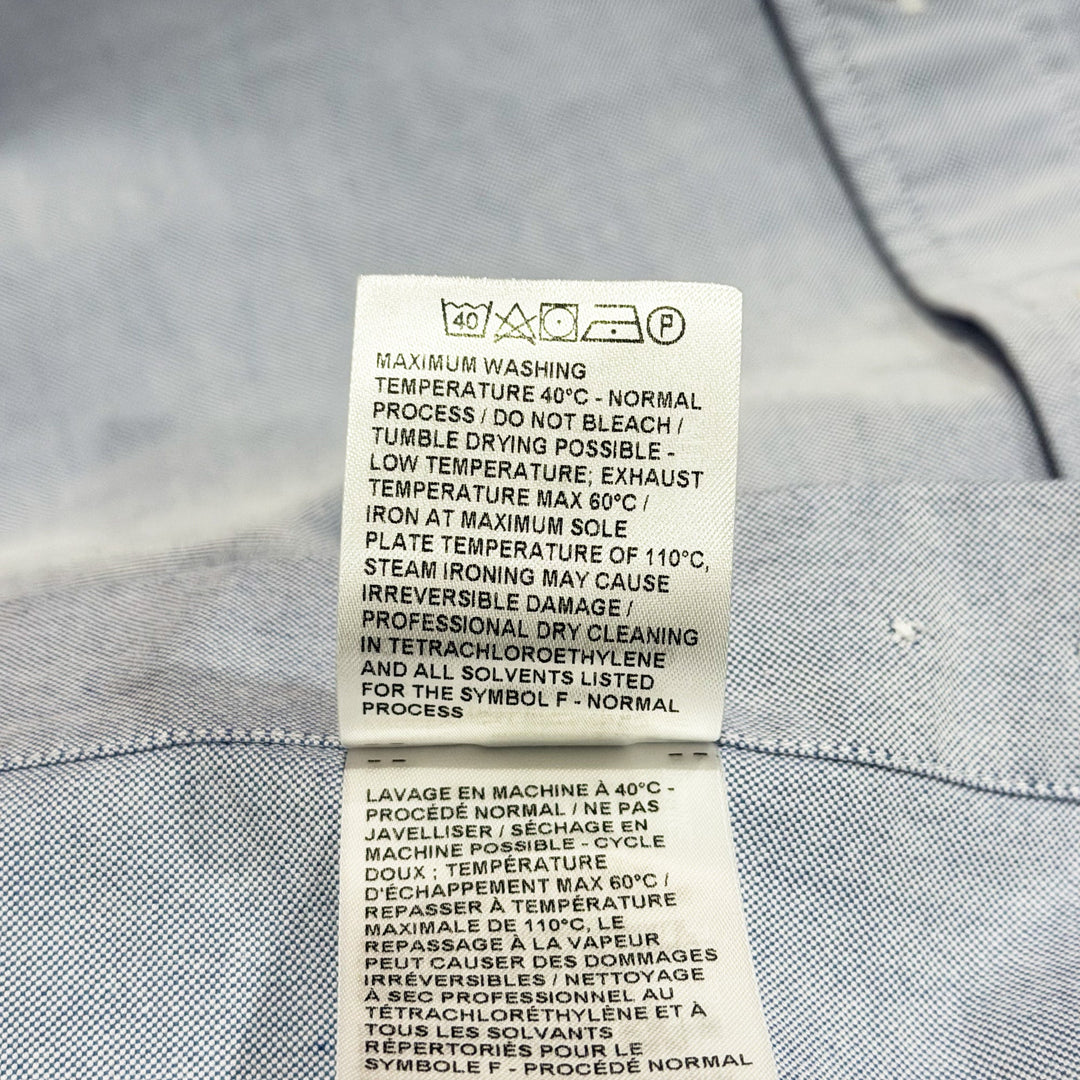 40 P
MAXIMUM WASHING
TEMPERATURE 40°C - NORMAL
PROCESS / DO NOT BLEACH /
TUMBLE DRYING POSSIBLE -
LOW TEMPERATURE; EXHAUST
TEMPERATURE MAX 60°C /
IRON AT MAXIMUM SOLE
PLATE TEMPERATURE OF 110°C,
STEAM IRONING MAY CAUSE
IRREVERSIBLE DAMAGE /
PROFESSIONAL DRY CLEANING
IN TETRACHLOROETHYLENE
AND ALL SOLVENTS LISTED
FOR THE SYMBOL F - NORMAL
PROCESS
LAVAGE EN MACHINE À 40°C -
PROCÉDÉ NORMAL / NE PAS
JAVELLISER / SÉCHAGE EN
MACHINE POSSIBLE - CYCLE
DOUX ; TEMPÉRATURE
D'ÉCHAPPEMENT MAX 60°C /
REPASSER À TEMPÉRATURE
MAXIMALE DE 110°C, LE
REPASSAGE À LA VAPEUR
PEUT CAUSER DES DOMMAGES
IRRÉVERSIBLES / NETTOYAGE
À SEC PROFESSIONNEL AU
TÉTRACHLORÉTHYLÈNE ET À
TOUS LES SOLVANTS
RÉPERTORIÉS POUR LE
SYMBOLE F - PROCÉDÉ NORMAL